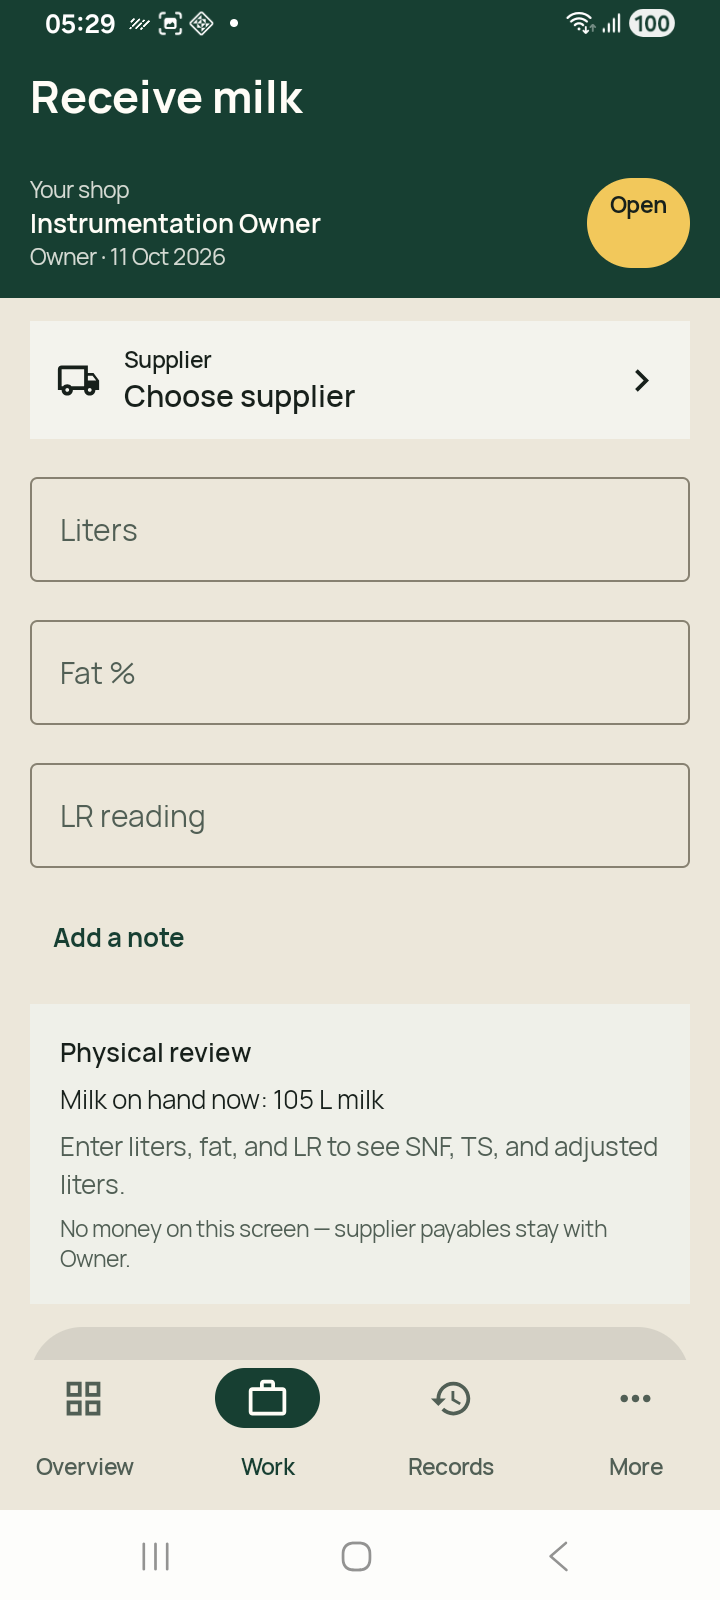 05:29
100
Receive milk
Your shop
Instrumentation Owner
Owner · 11 Oct 2026
Open
Supplier
Choose supplier
Liters
Fat %
LR reading
Add a note
Physical review
Milk on hand now: 105 L milk
Enter liters, fat, and LR to see SNF, TS, and adjusted
liters.
No money on this screen — supplier payables stay with
Owner.
Overview
Work
Records
More